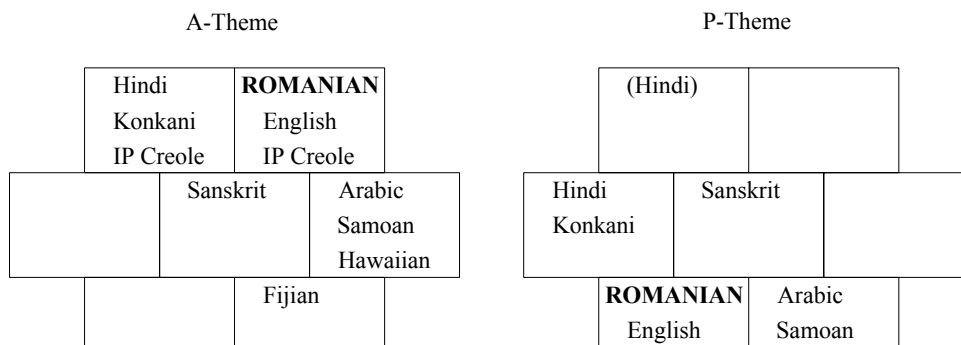 A-Theme P-Theme
Hindi ROMANIAN (Hindi)
Konkani English
IP Creole IP Creole
Sanskrit Arabic Hindi Sanskrit
Samoan Konkani
Hawaiian
Fijian ROMANIAN Arabic
English Samoan